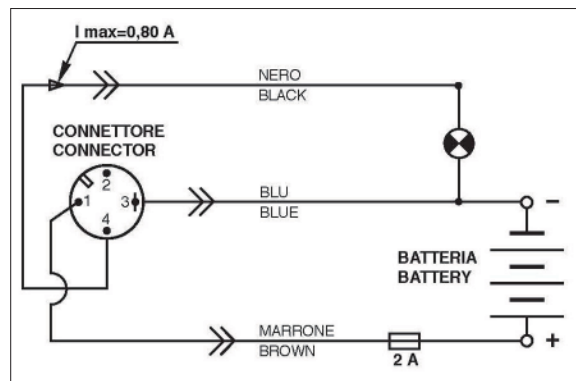 I max=0,80 A
NERO
BLACK
CONNETTORE
CONNECTOR
2
1
3
4
BLU
BLUE
−
BATTERIA
BATTERY
MARRONE
BROWN
2 A
+